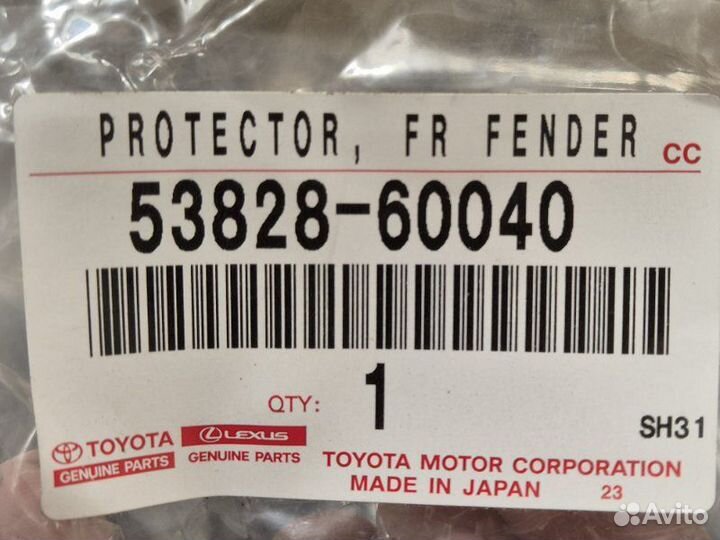 PROTECTOR, FR FENDER CC
53828-60040
QTY: 1
SH31
TOYOTA
GENUINE PARTS
LEXUS
GENUINE PARTS
TOYOTA MOTOR CORPORATION
MADE IN JAPAN 23
Avito